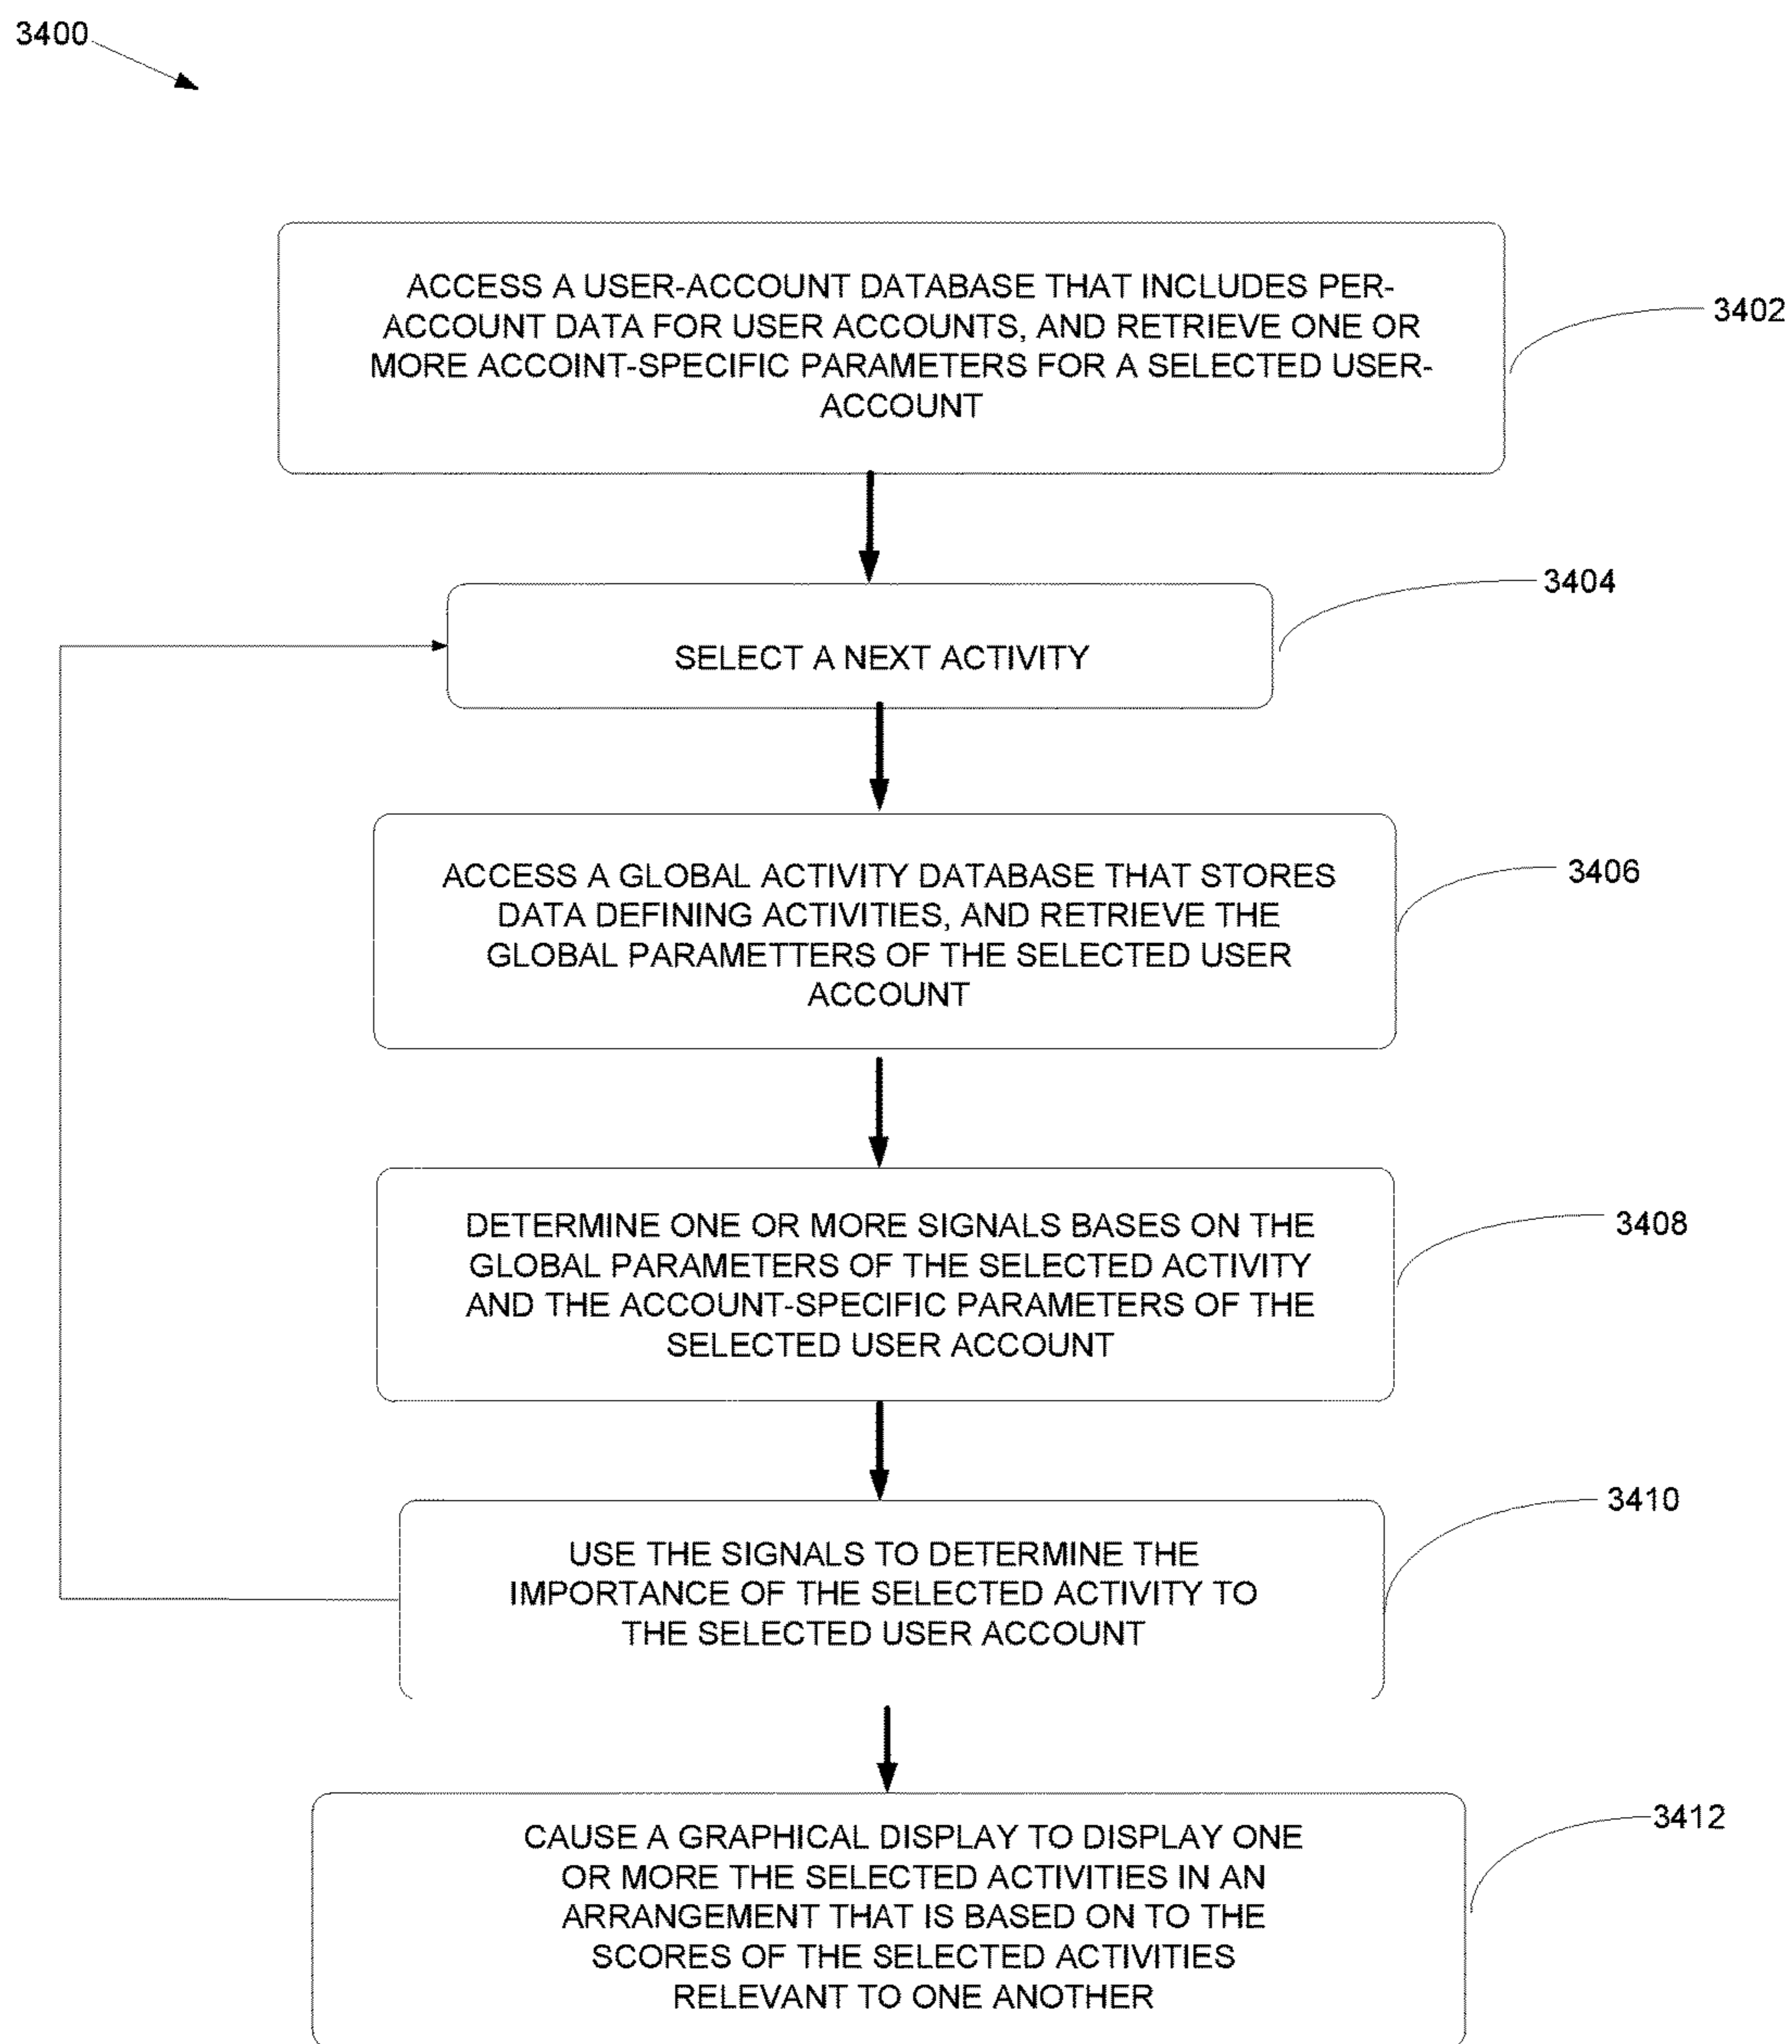 3400
ACCESS A USER-ACCOUNT DATABASE THAT INCLUDES PER-
ACCOUNT DATA FOR USER ACCOUNTS, AND RETRIEVE ONE OR
MORE ACCOINT-SPECIFIC PARAMETERS FOR A SELECTED USER-
ACCOUNT
3402
3404
SELECT A NEXT ACTIVITY
ACCESS A GLOBAL ACTIVITY DATABASE THAT STORES
DATA DEFINING ACTIVITIES, AND RETRIEVE THE
GLOBAL PARAMETTERS OF THE SELECTED USER
ACCOUNT
3406
DETERMINE ONE OR MORE SIGNALS BASES ON THE
GLOBAL PARAMETERS OF THE SELECTED ACTIVITY
AND THE ACCOUNT-SPECIFIC PARAMETERS OF THE
SELECTED USER ACCOUNT
3408
3410
USE THE SIGNALS TO DETERMINE THE
IMPORTANCE OF THE SELECTED ACTIVITY TO
THE SELECTED USER ACCOUNT
3412
CAUSE A GRAPHICAL DISPLAY TO DISPLAY ONE
OR MORE THE SELECTED ACTIVITIES IN AN
ARRANGEMENT THAT IS BASED ON TO THE
SCORES OF THE SELECTED ACTIVITIES
RELEVANT TO ONE ANOTHER